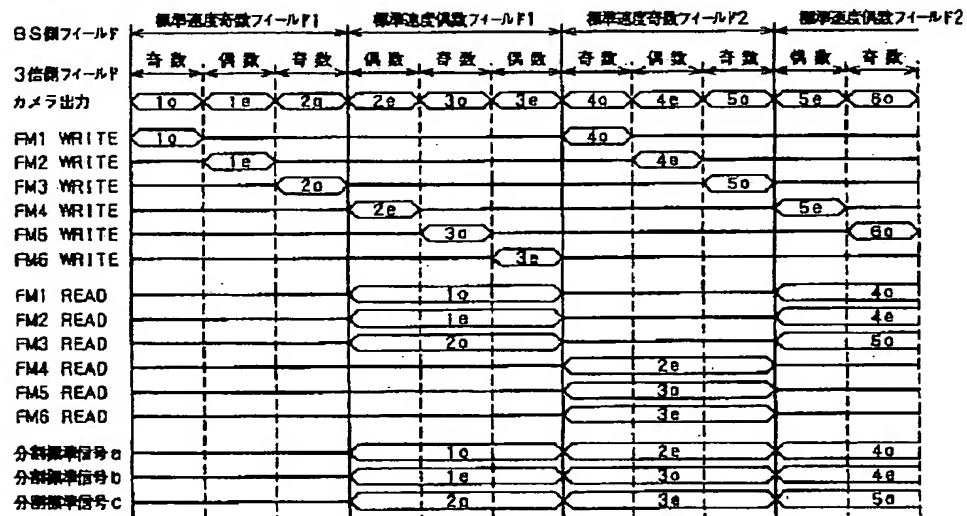 標準速度奇数フィールド1 標準速度偶数フィールド1 標準速度奇数フィールド2 標準速度偶数フィールド2
BS側フィールド
奇数 偶数 奇数 偶数 奇数 偶数 奇数 偶数 奇数 偶数 奇数
3倍側フィールド
カメラ出力 1o 1e 2o 2e 3o 3e 4o 4e 5o 5e 6o
FM1 WRITE 1o 4o
FM2 WRITE 1e 4e
FM3 WRITE 2o 5o
FM4 WRITE 2e 5e
FM5 WRITE 3o 6o
FM6 WRITE 3e
FM1 READ 1o 4o
FM2 READ 1e 4e
FM3 READ 2o 5o
FM4 READ 2e
FM5 READ 3o
FM6 READ 3e
分割標準信号a 1o 2e 4o
分割標準信号b 1e 3o 4e
分割標準信号c 2o 3e 5o